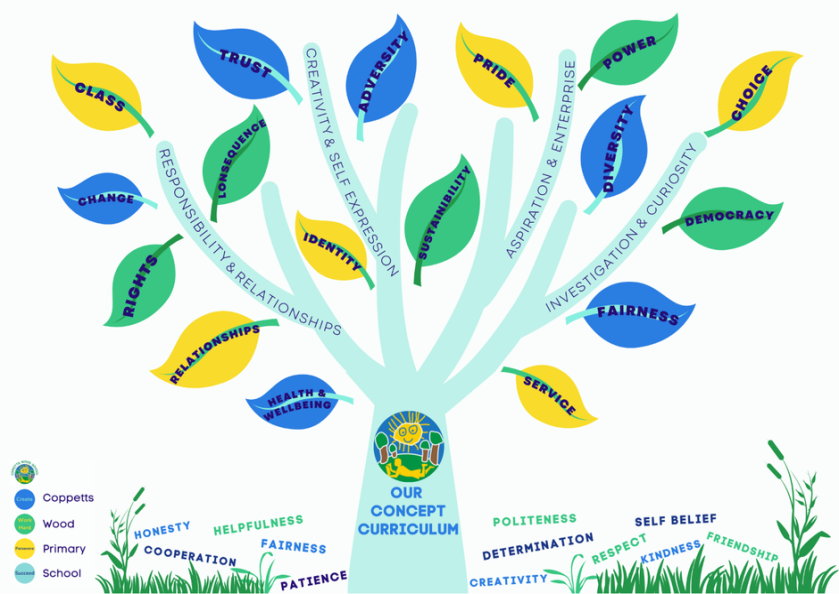 CLASS
TRUST
ADVERSITY
PRIDE
POWER
CHOICE
CONSEQUENCE
DIVERSITY
CHANGE
SUSTAINIBILITY
DEMOCRACY
IDENTITY
RIGHTS
FAIRNESS
RELATIONSHIPS
SERVICE
HEALTH &
WELLBEING
RESPONSIBILITY & RELATIONSHIPS
CREATIVITY & SELF EXPRESSION
ASPIRATION & ENTERPRISE
INVESTIGATION & CURIOSITY
OUR
CONCEPT
CURRICULUM
Coppetts
Wood
Primary
School
HONESTY
HELPFULNESS
COOPERATION
FAIRNESS
PATIENCE
POLITENESS
SELF BELIEF
DETERMINATION
RESPECT
KINDNESS
FRIENDSHIP
CREATIVITY